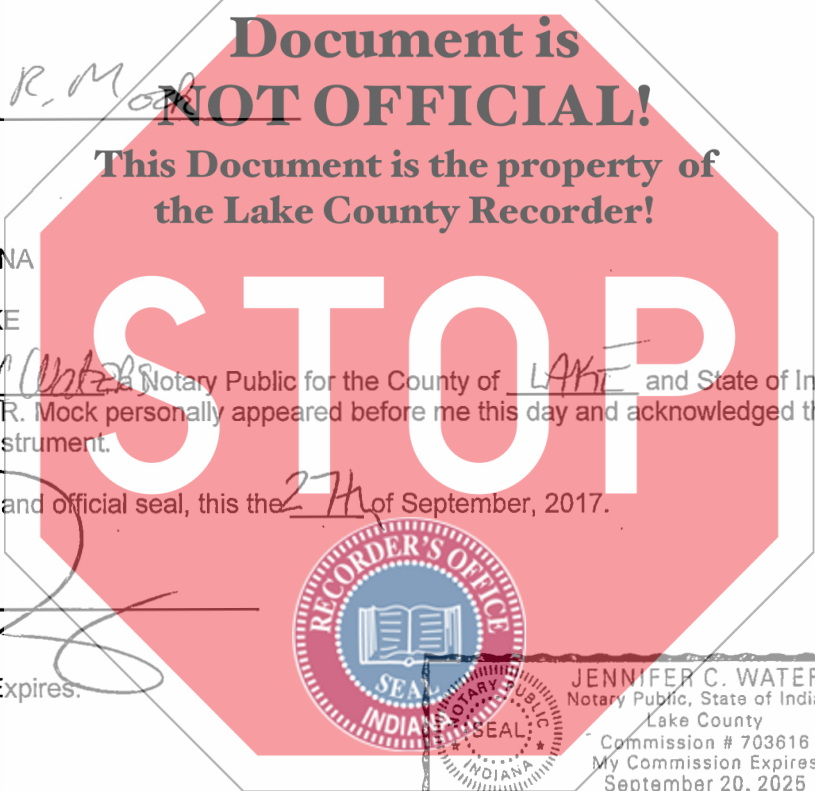 Document is
R. Mock
NOT OFFICIAL!
This Document is the property of
the Lake County Recorder!
NA
KE
STOP
Notary Public for the County of LAKE and State of In
R. Mock personally appeared before me this day and acknowledged th
strument.
and official seal, this the 27th of September, 2017.
RECORDER'S OFFICE
SEAL
INDIANA
Expires:
NOTARY PUBLIC
SEAL
INDIANA
JENNIFER C. WATER
Notary Public, State of India
Lake County
Commission # 703616
My Commission Expires
September 20, 2025